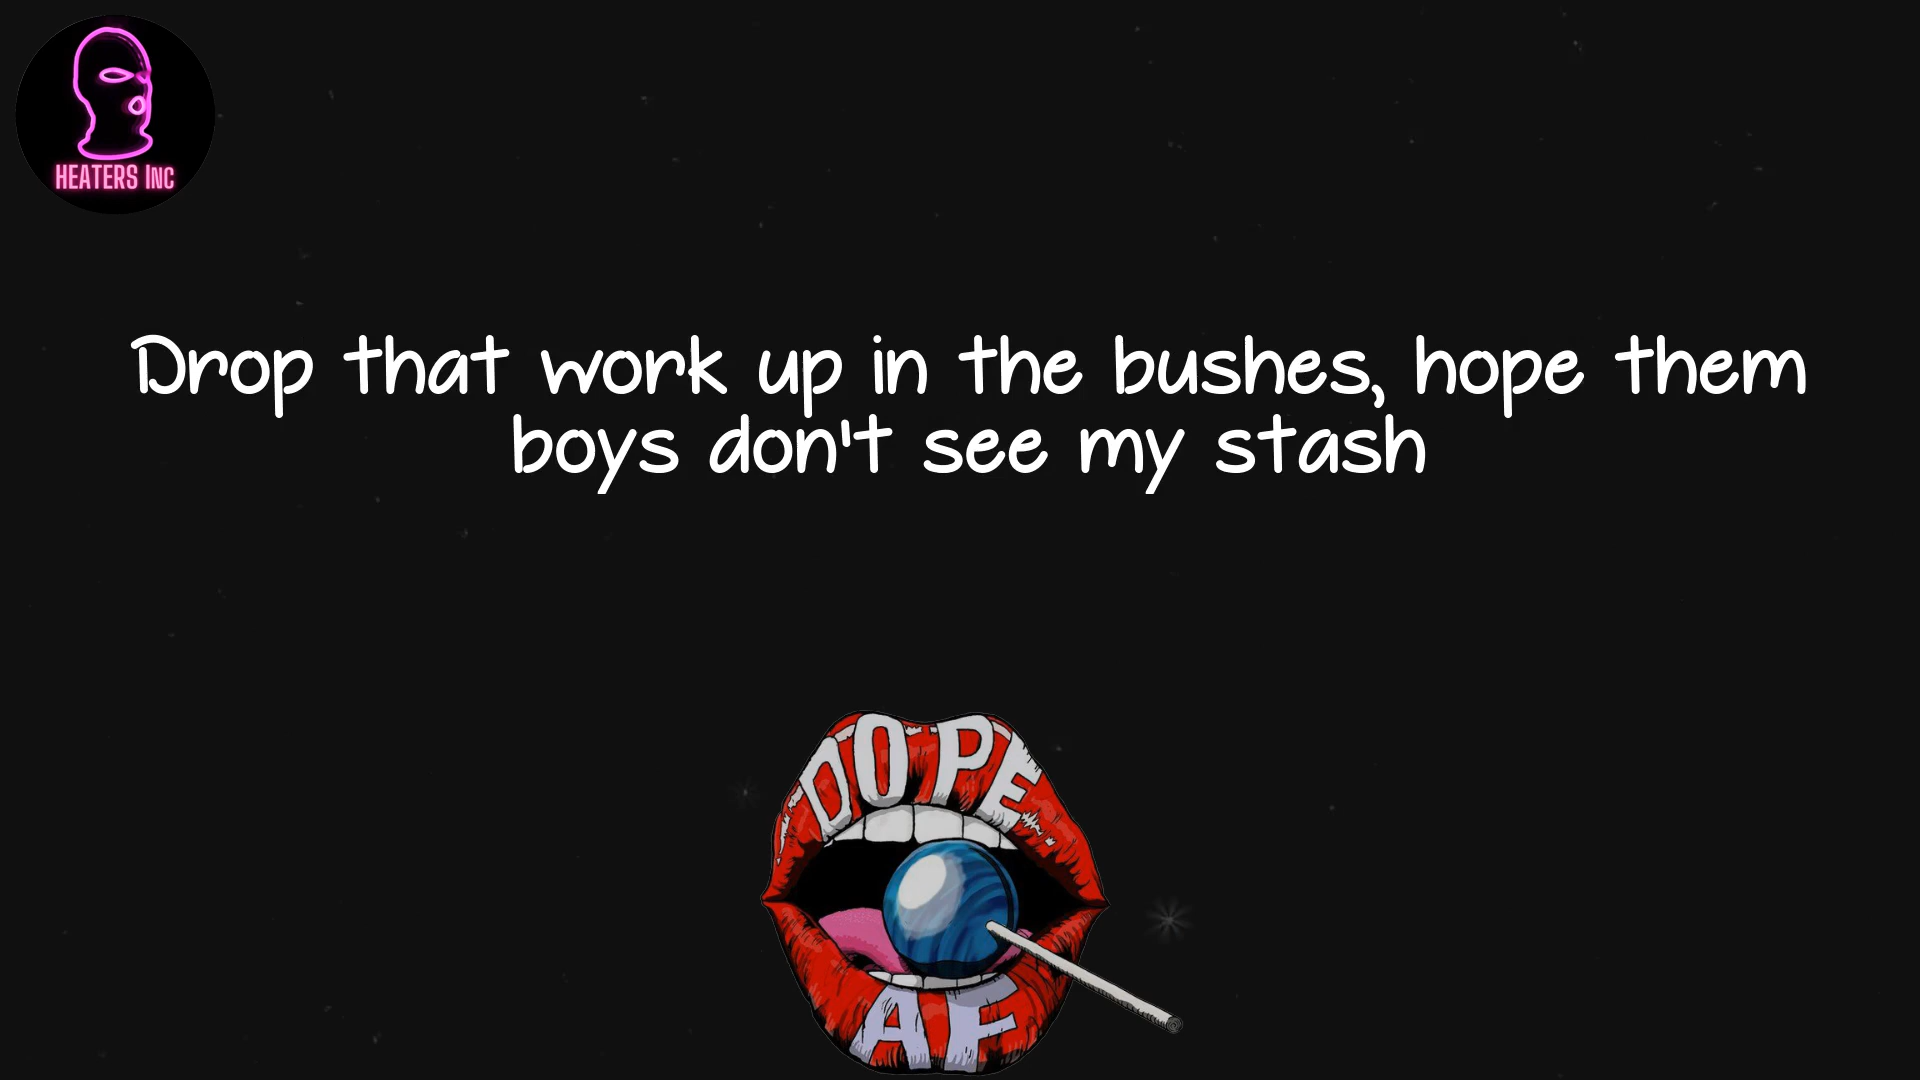 HEATERS INC
Drop that work up in the bushes, hope them
boys don't see my stash
DOPE
AF